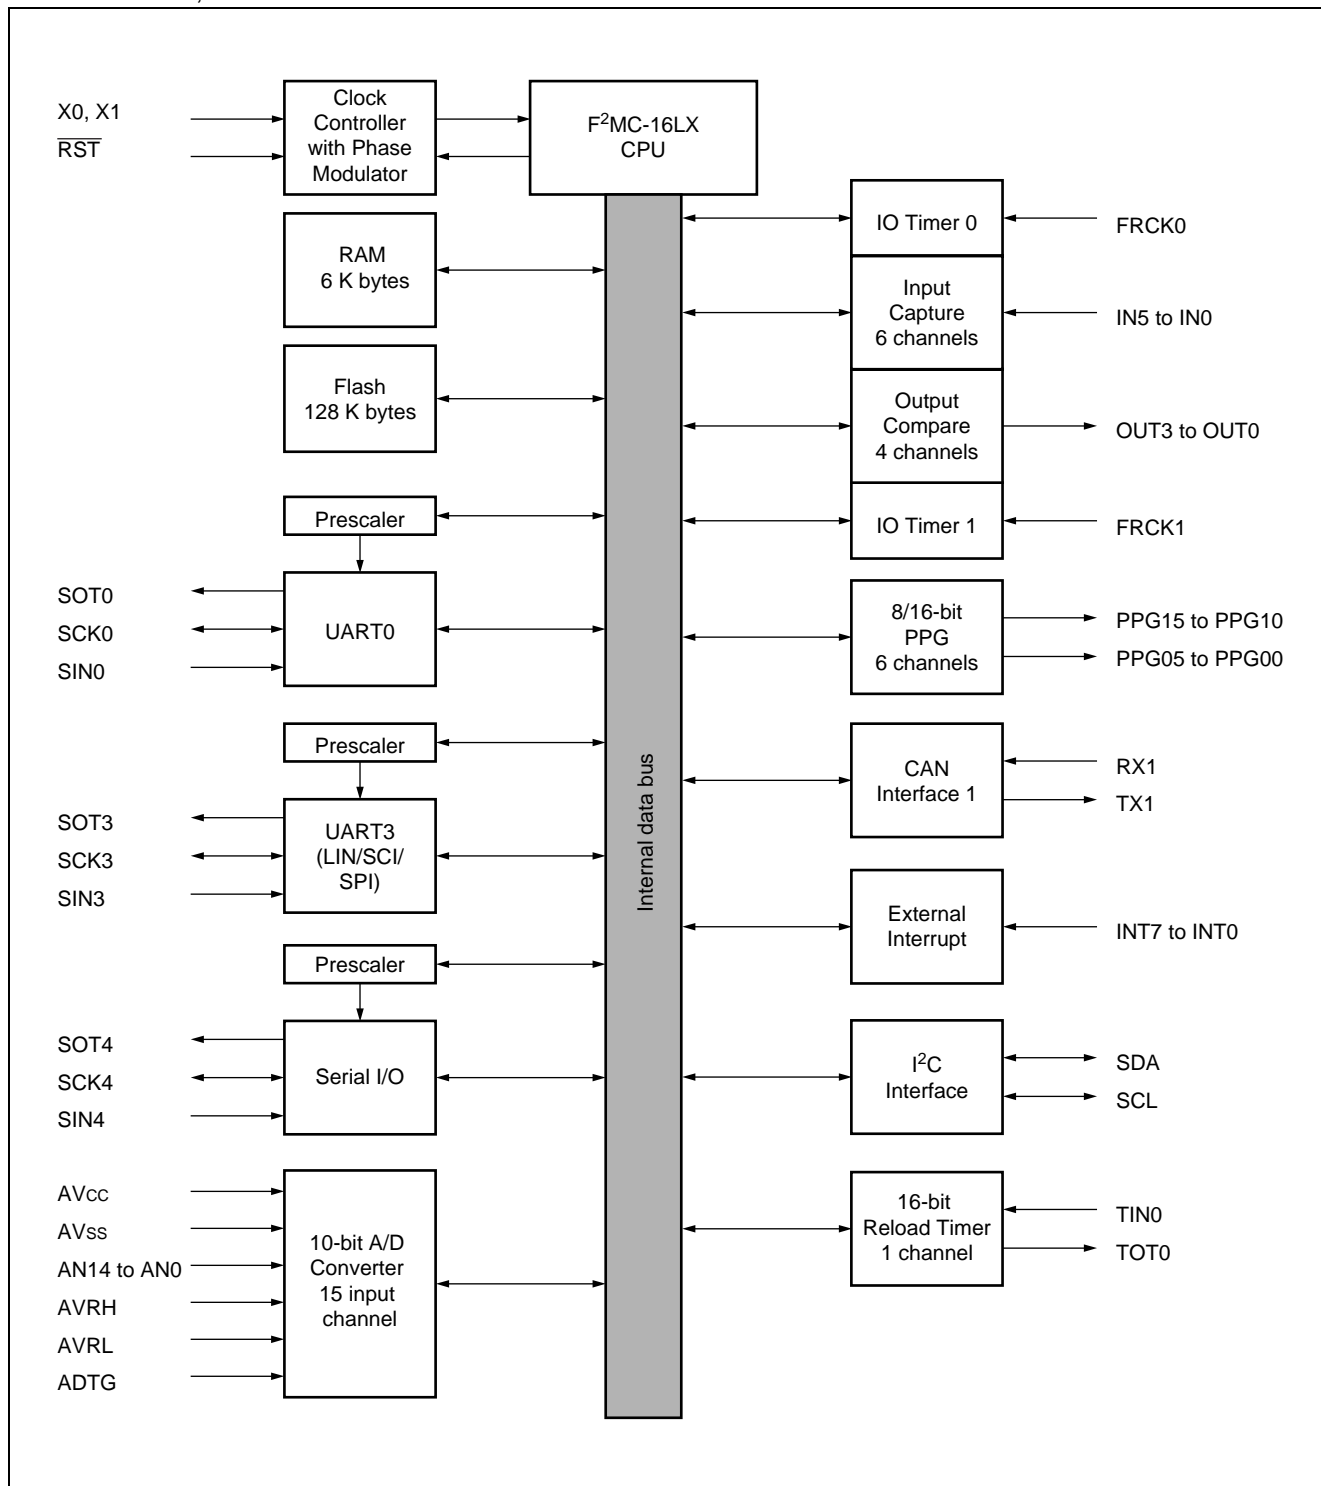 X0, X1
RST
Clock
Controller
with Phase
Modulator
F²MC-16LX
CPU
RAM
6 K bytes
Flash
128 K bytes
Prescaler
SOT0
SCK0
SIN0
UART0
Prescaler
SOT3
SCK3
SIN3
UART3
(LIN/SCI/
SPI)
Prescaler
SOT4
SCK4
SIN4
Serial I/O
AVCC
AVSS
AN14 to AN0
AVRH
AVRL
ADTG
10-bit A/D
Converter
15 input
channel
Internal data bus
IO Timer 0
FRCK0
Input
Capture
6 channels
IN5 to IN0
Output
Compare
4 channels
OUT3 to OUT0
IO Timer 1
FRCK1
8/16-bit
PPG
6 channels
PPG15 to PPG10
PPG05 to PPG00
CAN
Interface 1
RX1
TX1
External
Interrupt
INT7 to INT0
I²C
Interface
SDA
SCL
16-bit
Reload Timer
1 channel
TIN0
TOT0